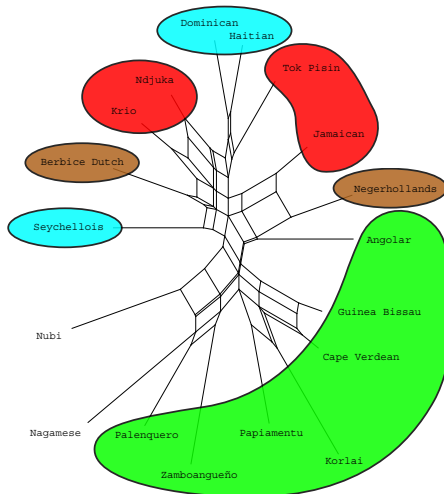 Dominican
Haitian
Tok Pisin
Ndjuka
Krio
Jamaican
Berbice Dutch
Negerhollands
Seychellois
Angolar
Guinea Bissau
Nubi
Cape Verdean
Nagamese
Palenquero
Papiamentu
Korlai
Zamboangueño